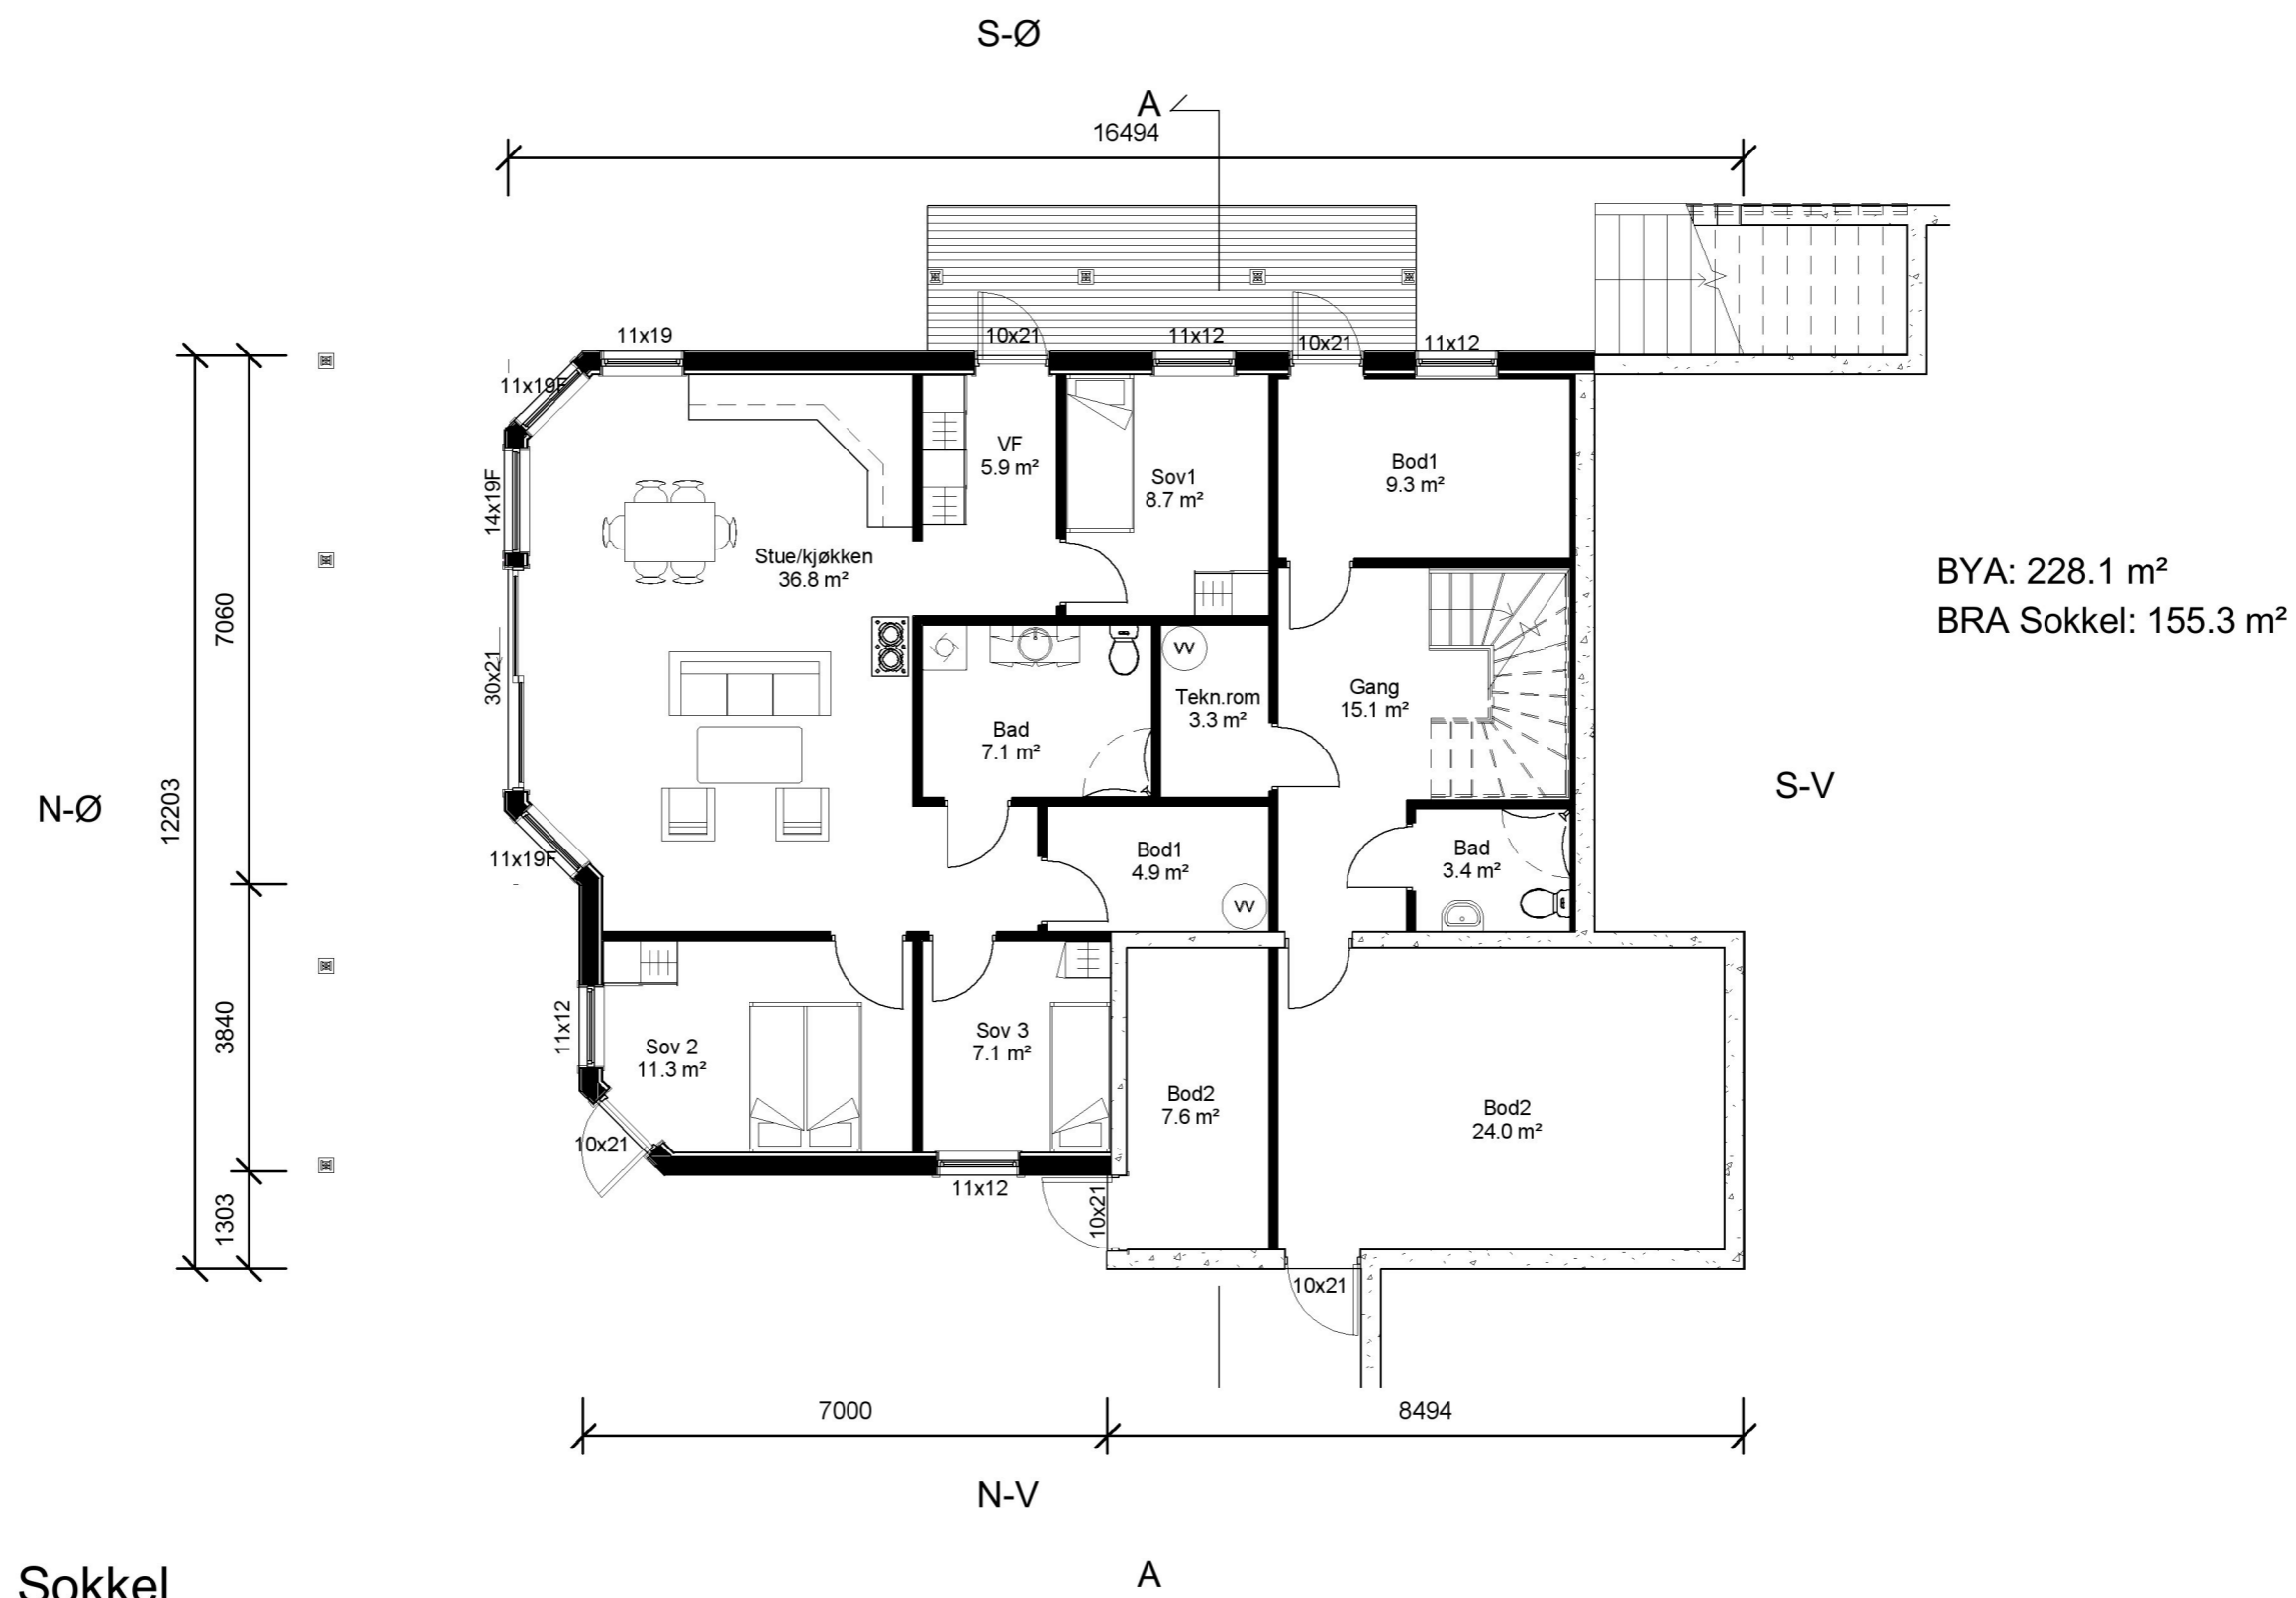 S-Ø
A
16494
11x19
10x21
11x12
10x21
11x12
11x19F
14x19F
30x21
11x19F
11x12
10x21
11x12
10x21
10x21
VF
5.9 m²
Sov1
8.7 m²
Bod1
9.3 m²
Stue/kjøkken
36.8 m²
BYA: 228.1 m²
BRA Sokkel: 155.3 m²
VV
Tekn.rom
3.3 m²
Gang
15.1 m²
Bad
7.1 m²
Bod1
4.9 m²
VV
Bad
3.4 m²
Sov 2
11.3 m²
Sov 3
7.1 m²
Bod2
7.6 m²
Bod2
24.0 m²
N-Ø
S-V
12203
7060
3840
1303
7000
8494
N-V
A
Sokkel